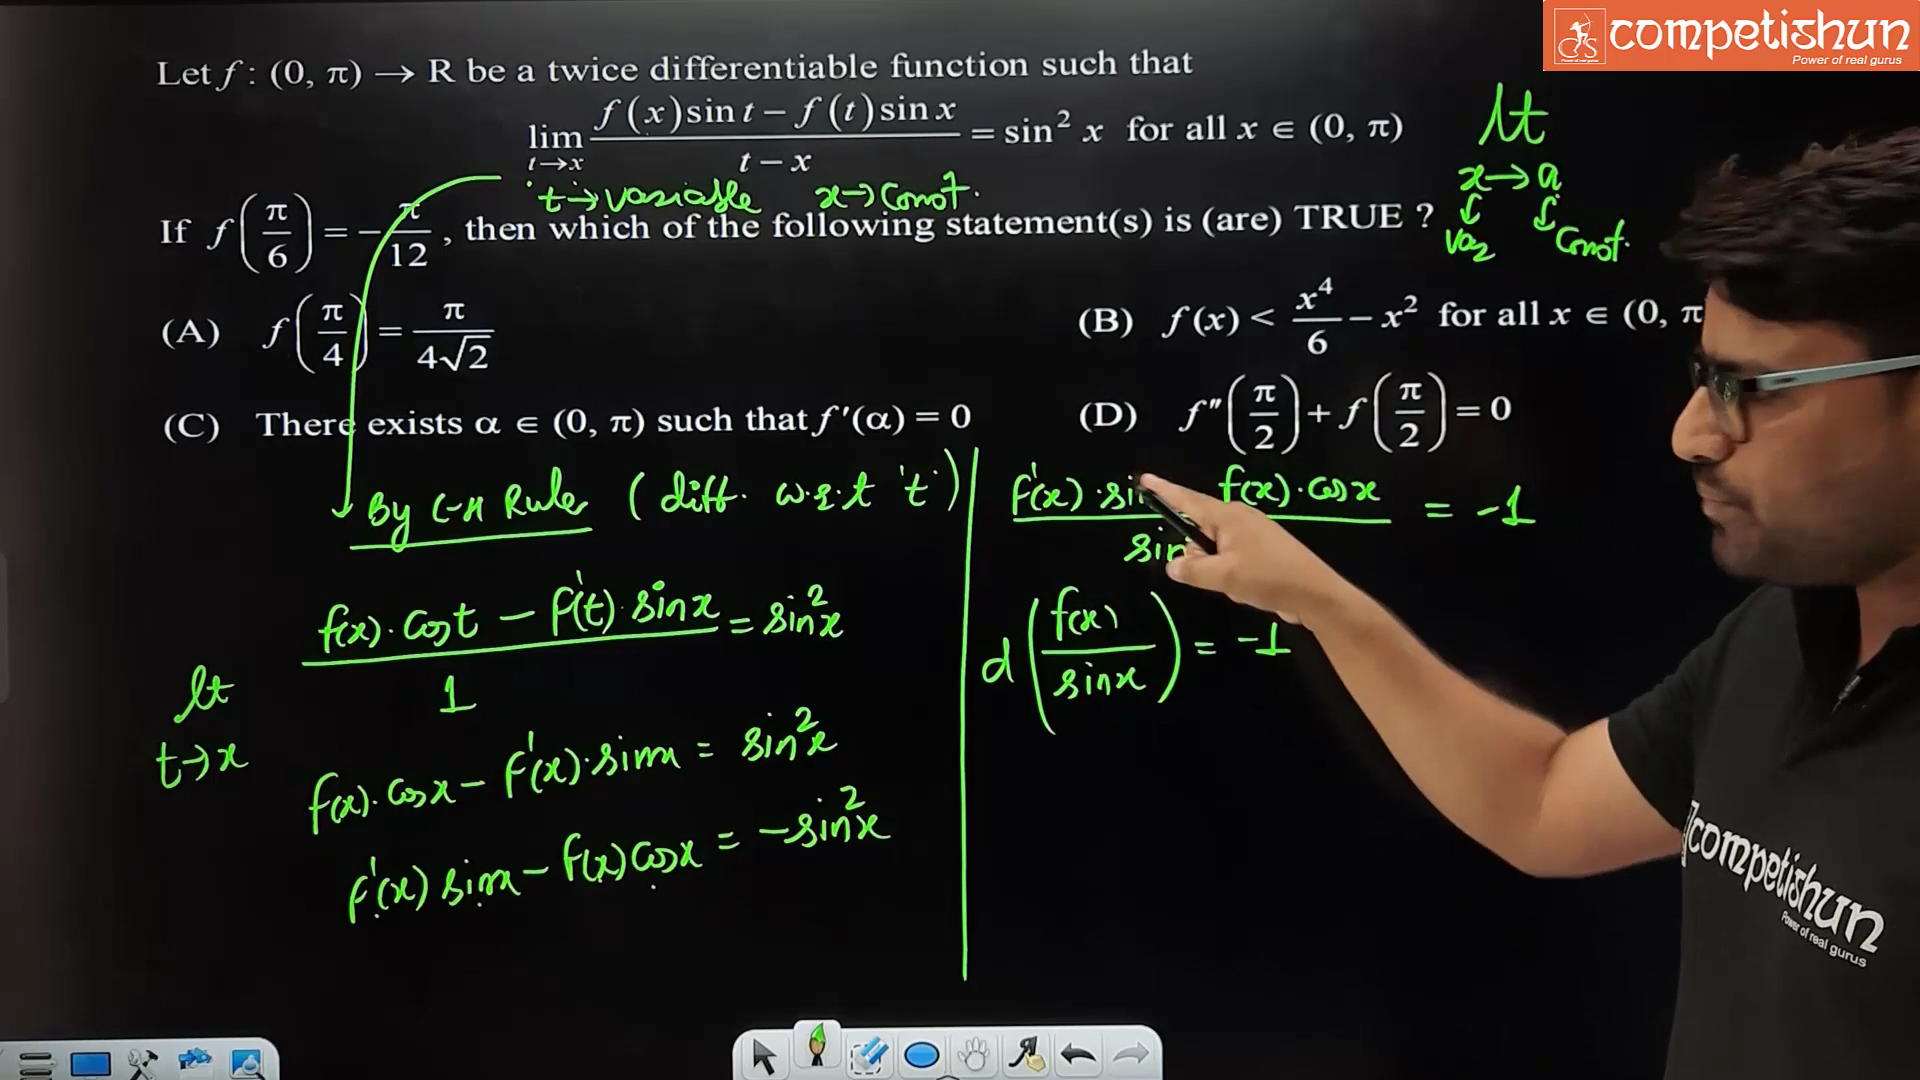 competishun
Power of real gurus
Let f : (0, π) → R be a twice differentiable function such that
lim t→x (f(x) sin t − f(t) sin x)/(t − x) = sin² x for all x ∈ (0, π)
lt
x → a
var const.
't' → variable x → const.
If f(π/6) = −π/12, then which of the following statement(s) is (are) TRUE ?
(A) f(π/4) = π/(4√2)
(B) f(x) < x⁴/6 − x² for all x ∈ (0, π
(C) There exists α ∈ (0, π) such that f'(α) = 0
(D) f''(π/2) + f(π/2) = 0
By L-H Rule (diff. w.r.t 't')
lt t→x (f(x).cos t − f'(t).sin x)/1 = sin²x
f(x).cos x − f'(x).sin x = sin²x
f'(x) sin x − f(x) cos x = −sin²x
f'(x).sin f(x).cos x / sin = −1
d(f(x)/sin x) = −1
competishun
Power of real gurus